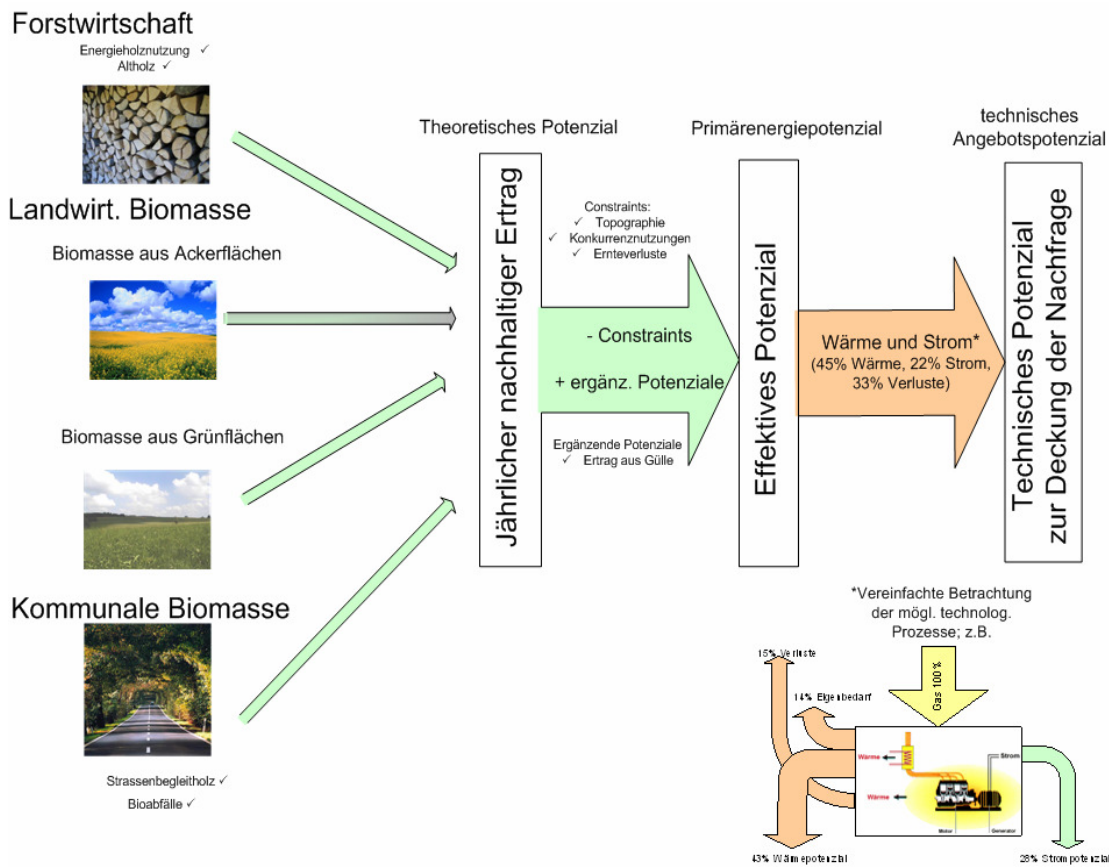 Forstwirtschaft
Energieholznutzung ✓
Altholz ✓
Landwirt. Biomasse
Biomasse aus Ackerflächen
Biomasse aus Grünflächen
Kommunale Biomasse
Strassenbegleitholz ✓
Bioabfälle ✓
Theoretisches Potenzial
Jährlicher nachhaltiger Ertrag
Constraints:
✓ Topographie
✓ Konkurrenznutzungen
✓ Ernteverluste
- Constraints
+ ergänz. Potenziale
Ergänzende Potenziale
✓ Ertrag aus Gülle
Primärenergiepotenzial
Effektives Potenzial
Wärme und Strom*
(45% Wärme, 22% Strom,
33% Verluste)
technisches
Angebotspotenzial
Technisches Potenzial
zur Deckung der Nachfrage
*Vereinfachte Betrachtung
der mögl. technolog.
Prozesse; z.B.
15% Verluste
14% Eigenbedarf
Gas 100%
Wärme
Strom
Wärme
Motor
Generator
43% Wärmepotenzial
28% Strompotenzial